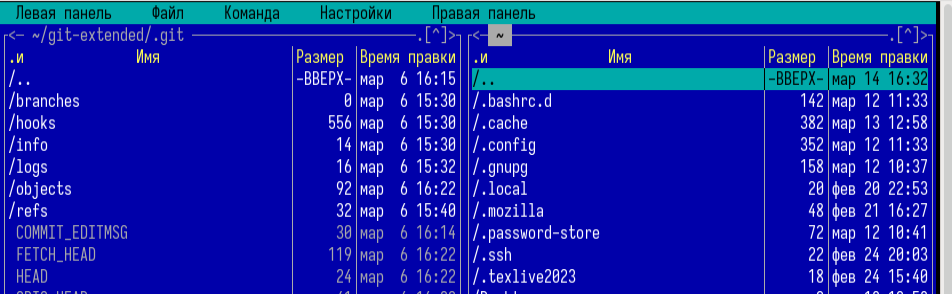 Левая панель Файл Команда Настройки Правая панель
<- ~/git-extended/.git .[^]> <- ~ .[^]>
.и Имя Размер Время правки .и Имя Размер Время правки
/.. -ВВЕРХ- мар 6 16:15 /.. -ВВЕРХ- мар 14 16:32
/branches 0 мар 6 15:30 /.bashrc.d 142 мар 12 11:33
/hooks 556 мар 6 15:30 /.cache 382 мар 13 12:58
/info 14 мар 6 15:30 /.config 352 мар 12 11:33
/logs 16 мар 6 15:32 /.gnupg 158 мар 12 10:37
/objects 92 мар 6 16:22 /.local 20 фев 20 22:53
/refs 32 мар 6 15:40 /.mozilla 48 фев 21 16:27
COMMIT_EDITMSG 30 мар 6 16:14 /.password-store 72 мар 12 10:41
FETCH_HEAD 119 мар 6 16:22 /.ssh 22 фев 24 20:03
HEAD 24 мар 6 16:22 /.texlive2023 18 фев 24 15:40